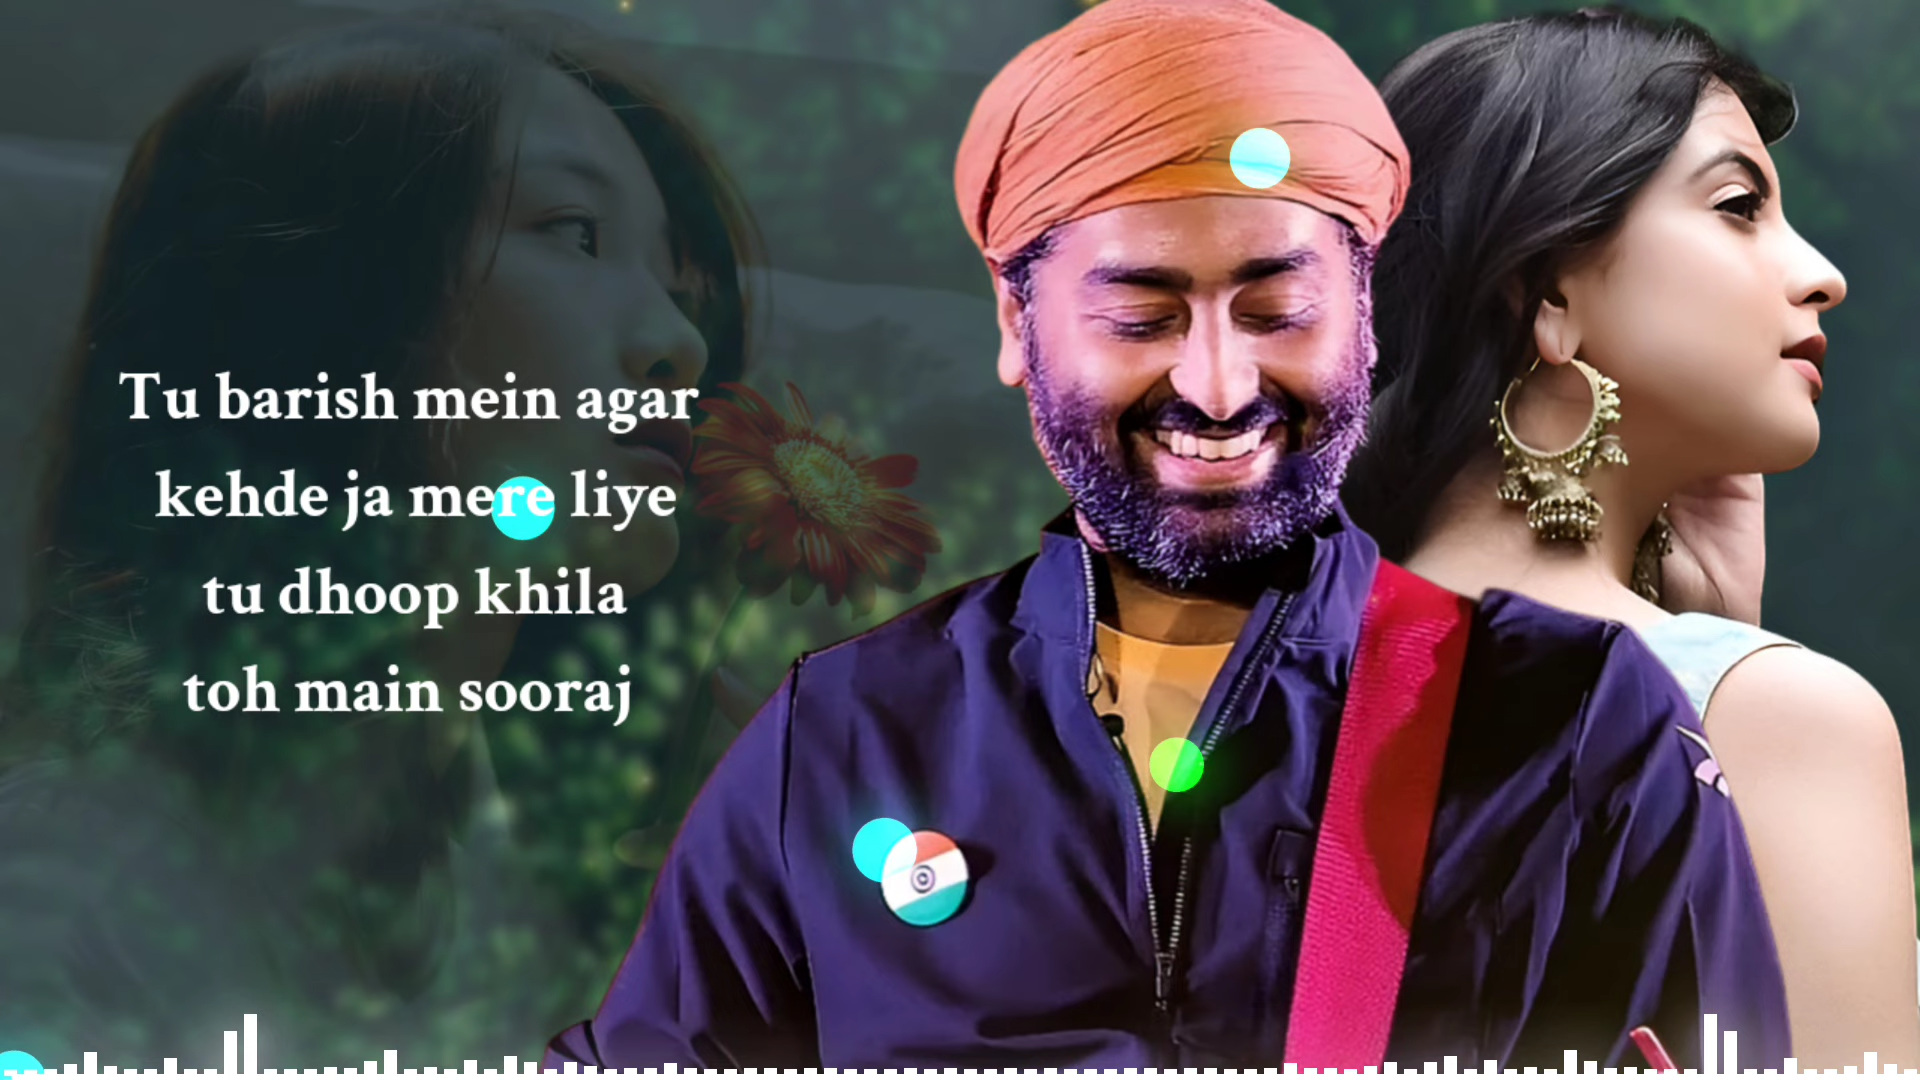 Tu barish mein agar
kehde ja mere liye
tu dhoop khila
toh main sooraj